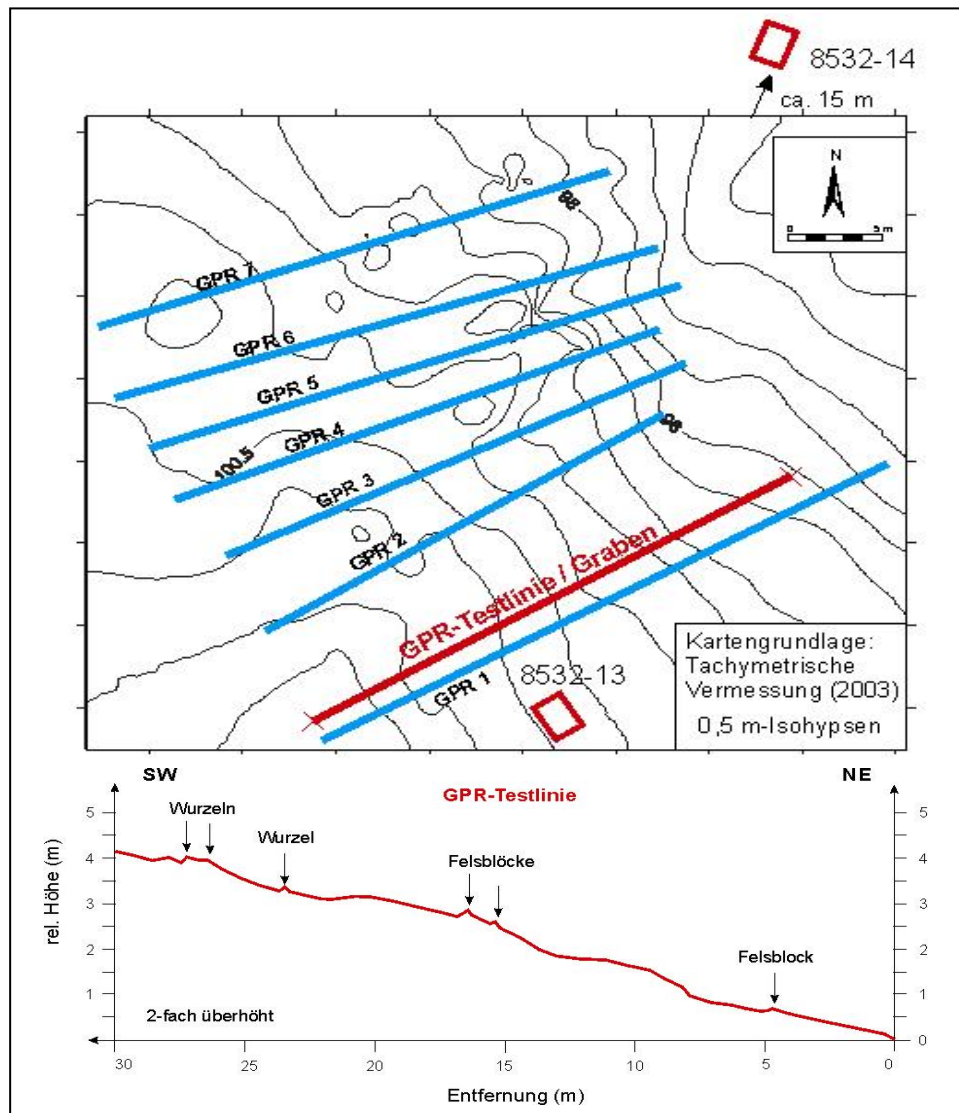 8532-14
ca. 15 m
N
0 5 m
98
GPR 7
GPR 6
GPR 5
GPR 4
100.5
GPR 3
GPR 2
96
GPR-Testlinie / Graben
GPR 1
8532-13
Kartengrundlage:
Tachymetrische
Vermessung (2003)
0,5 m-Isohypsen
SW
NE
GPR-Testlinie
Wurzeln
Wurzel
Felsblöcke
Felsblock
rel. Höhe (m)
5
4
3
2
1
5
4
3
2
1
0
2-fach überhöht
30 25 20 15 10 5 0
Entfernung (m)